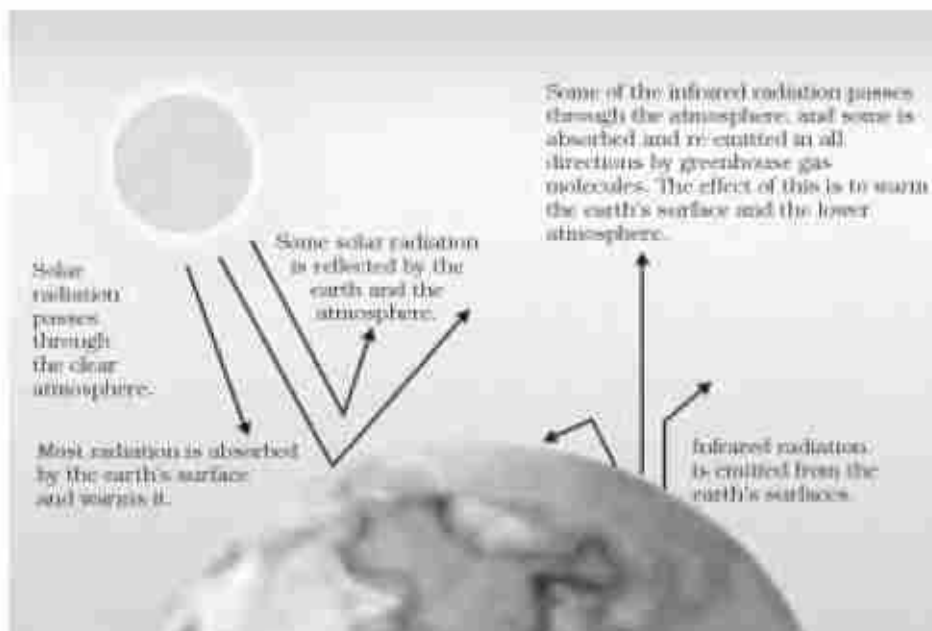 Some of the infrared radiation passes
through the atmosphere, and some is
absorbed and re emitted in all
directions by greenhouse gas
molecules. The effect of this is to warm
the earth's surface and the lower
atmosphere.
Some solar radiation
is reflected by the
earth and the
atmosphere.
Solar
radiation
passes
through
the clear
atmosphere.
Most radiation is absorbed
by the earth's surface
and warms it.
Infrared radiation
is emitted from the
earth's surfaces.